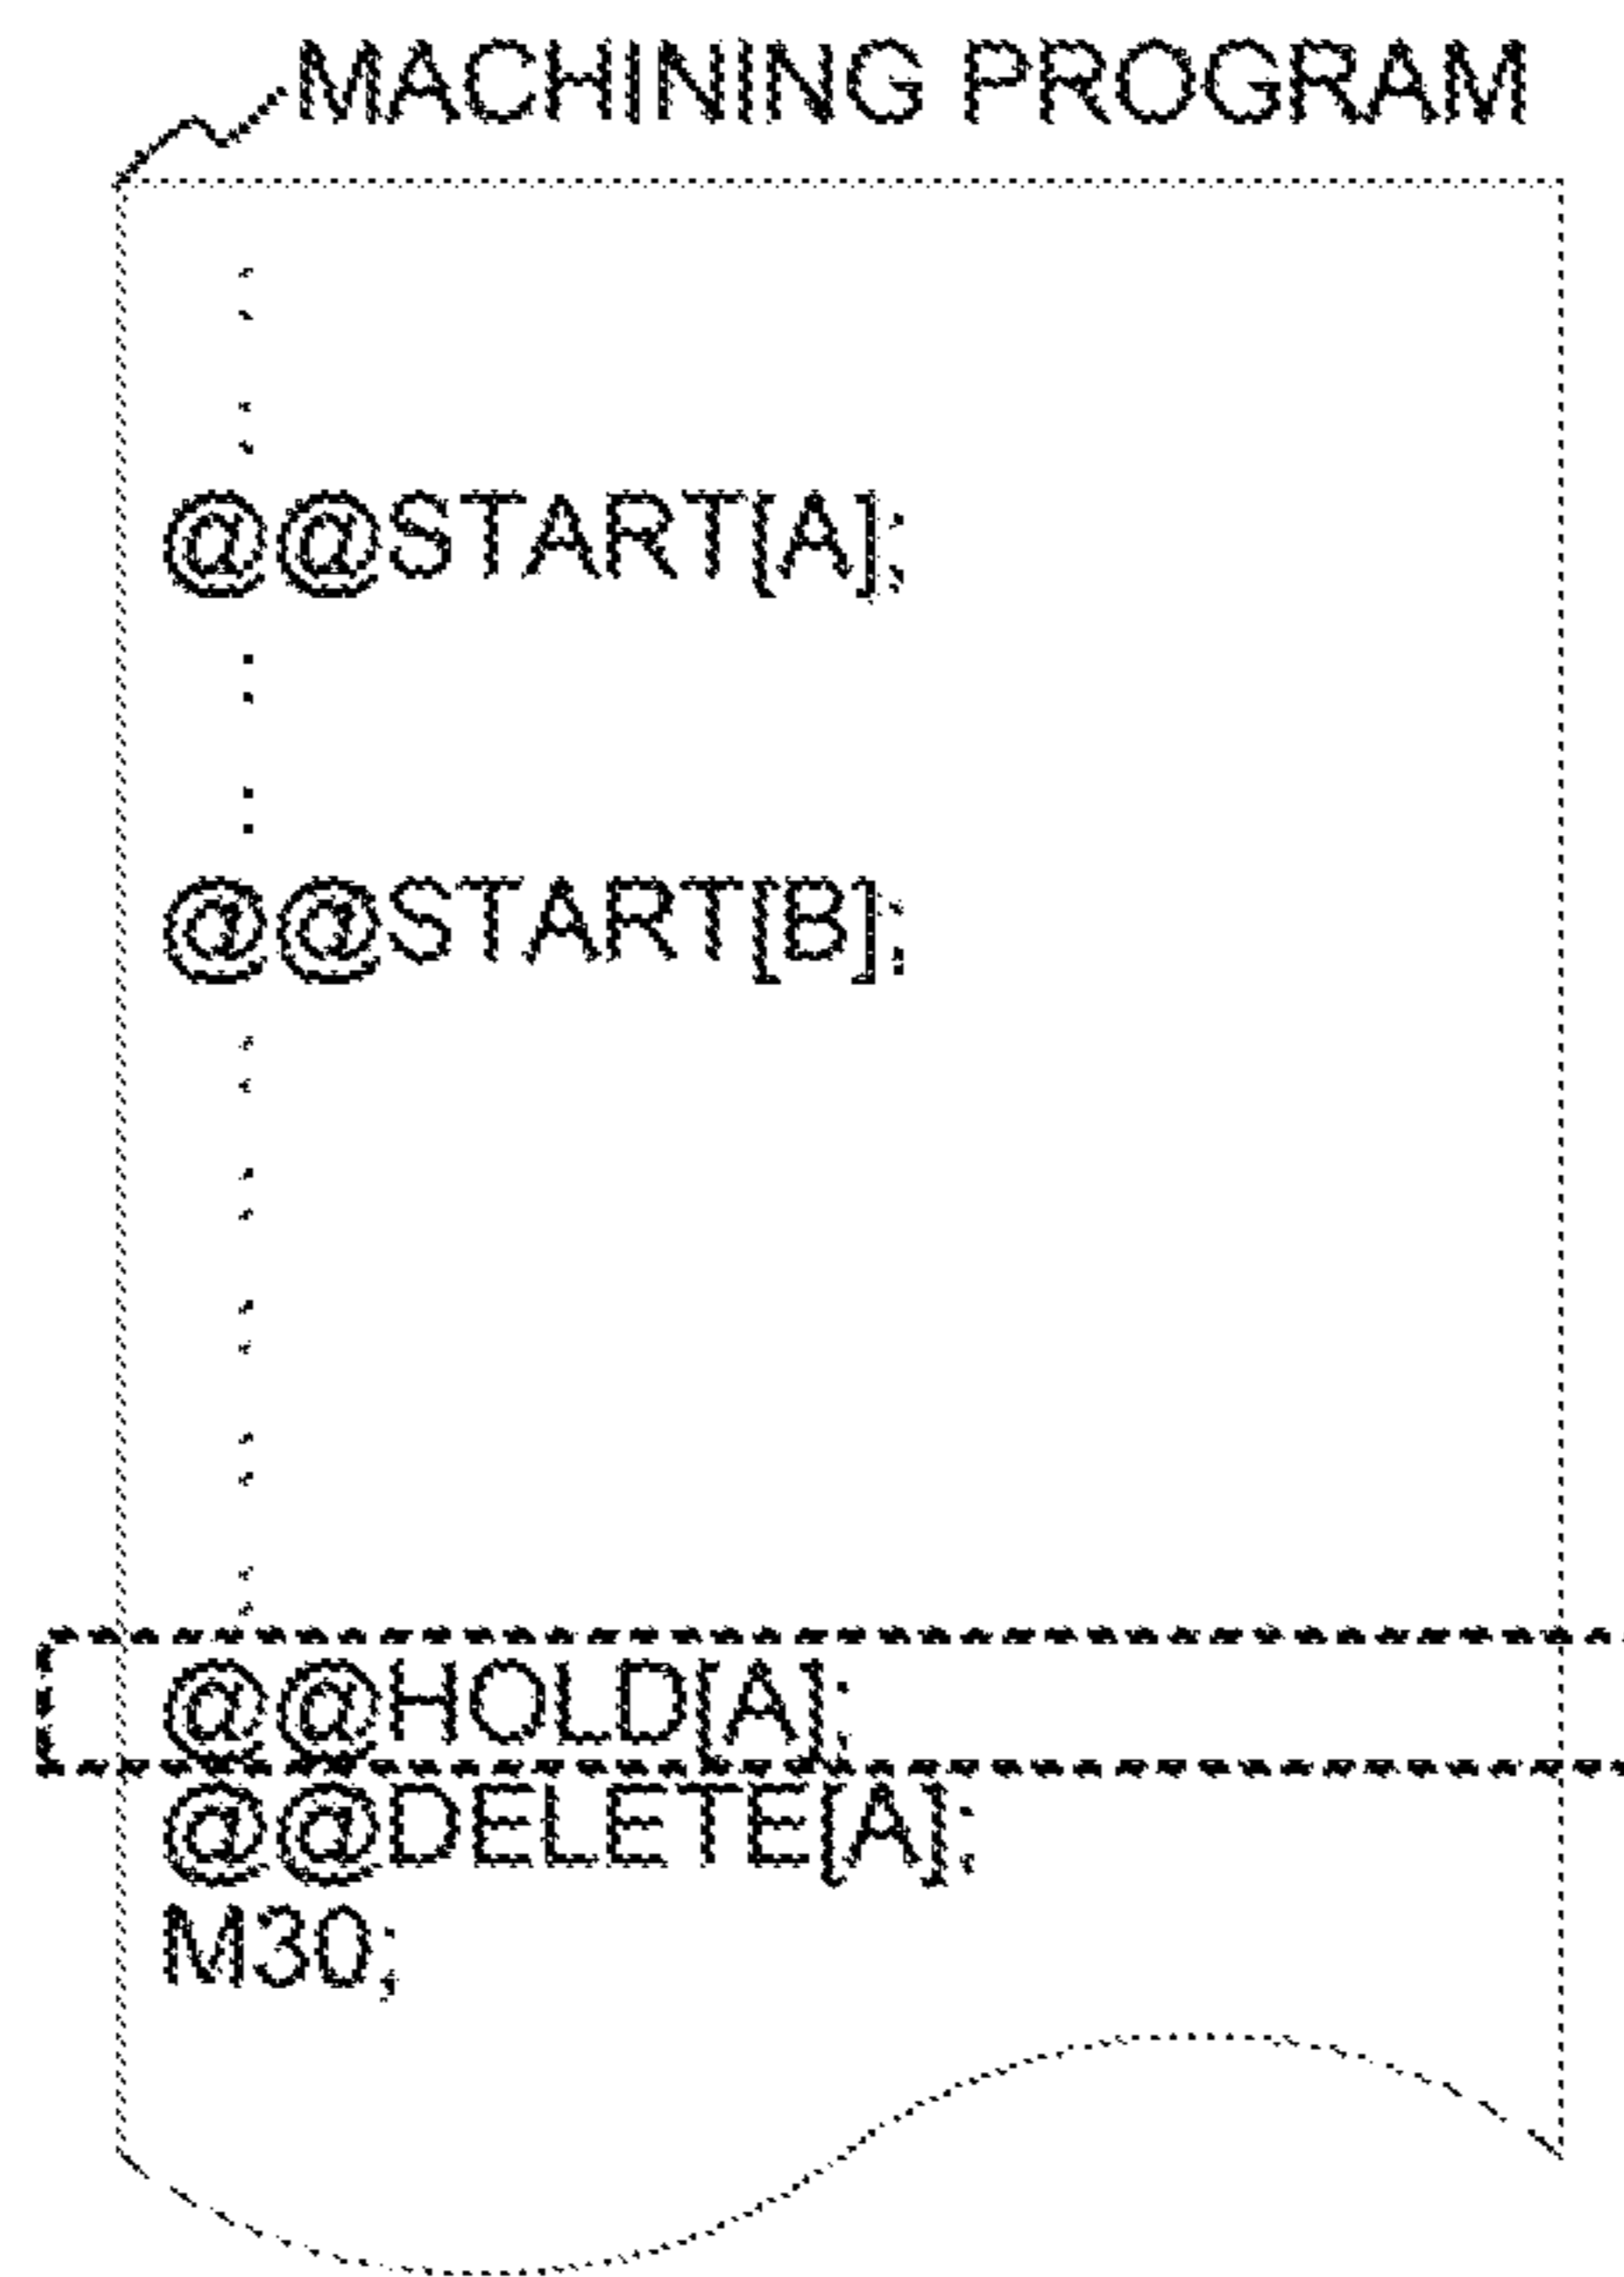 MACHINING PROGRAM
:
:
@@START[A];
:
:
@@START[B];
:
:
:
:
:
@@HOLD[A];
@@DELETE[A];
M30;